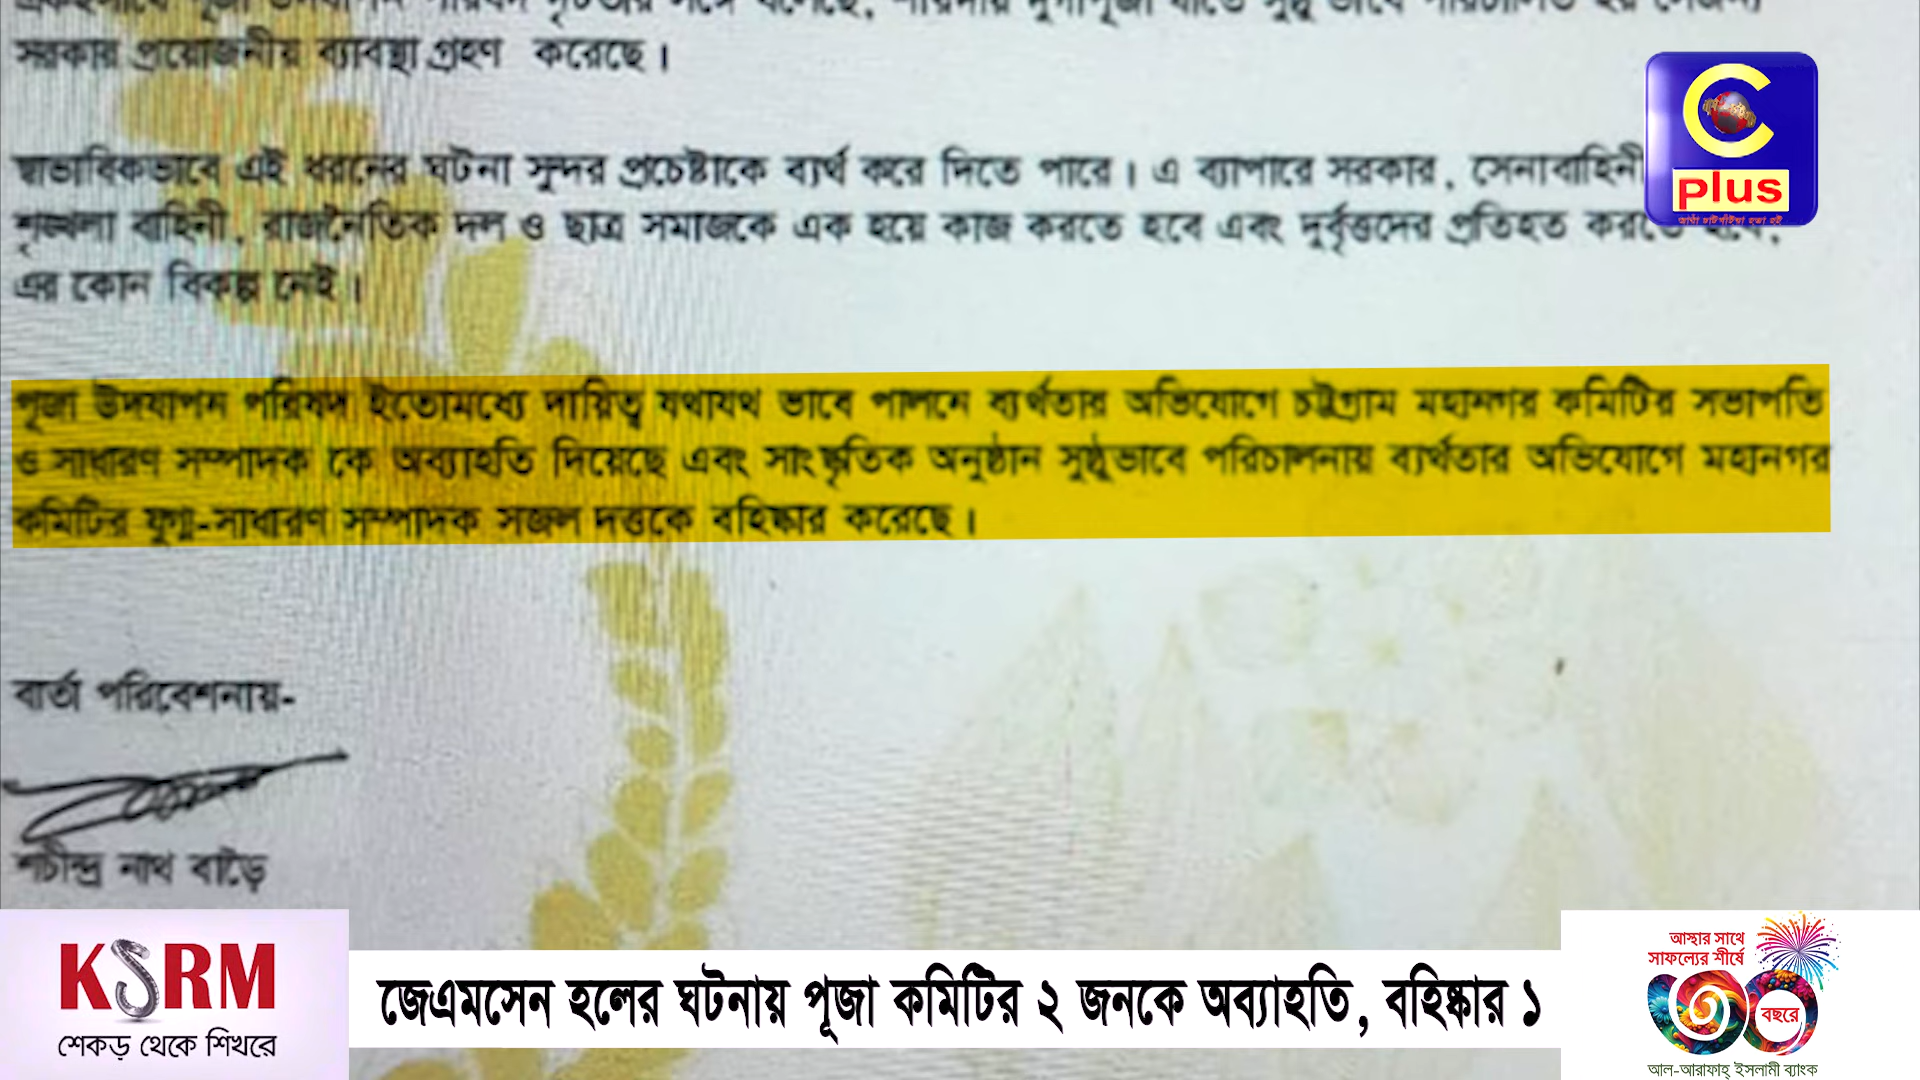 সরকার প্রয়োজনীয় ব্যাবস্থা গ্রহণ করেছে।
স্বাভাবিকভাবে এই ধরনের ঘটনা সুন্দর প্রচেষ্টাকে ব্যর্থ করে দিতে পারে। এ ব্যাপারে সরকার, সেনাবাহিনী
শৃঙ্খলা বাহিনী, রাজনৈতিক দল ও ছাত্র সমাজকে এক হয়ে কাজ করতে হবে এবং দুর্বৃত্তদের প্রতিহত করতে হবে,
এর কোন বিকল্প নেই।
পূজা উদযাপন পরিষদ ইতোমধ্যে দায়িত্ব যথাযথ ভাবে পালনে ব্যর্থতার অভিযোগে চট্টগ্রাম মহানগর কমিটির সভাপতি
ও সাধারণ সম্পাদক কে অব্যাহতি দিয়েছে এবং সাংস্কৃতিক অনুষ্ঠান সুষ্ঠুভাবে পরিচালনায় ব্যর্থতার অভিযোগে মহানগর
কমিটির যুগ্ম-সাধারণ সম্পাদক সজল দত্তকে বহিষ্কার করেছে।
বার্তা পরিবেশনায়-
শচীন্দ্র নাথ বাড়ৈ
C
plus
KSRM
শেকড় থেকে শিখরে
জেএমসেন হলের ঘটনায় পূজা কমিটির ২ জনকে অব্যাহতি, বহিষ্কার ১
আস্থার সাথে
সাফল্যের শীর্ষে
৩০ বছরে
আল-আরাফাহ্ ইসলামী ব্যাংক